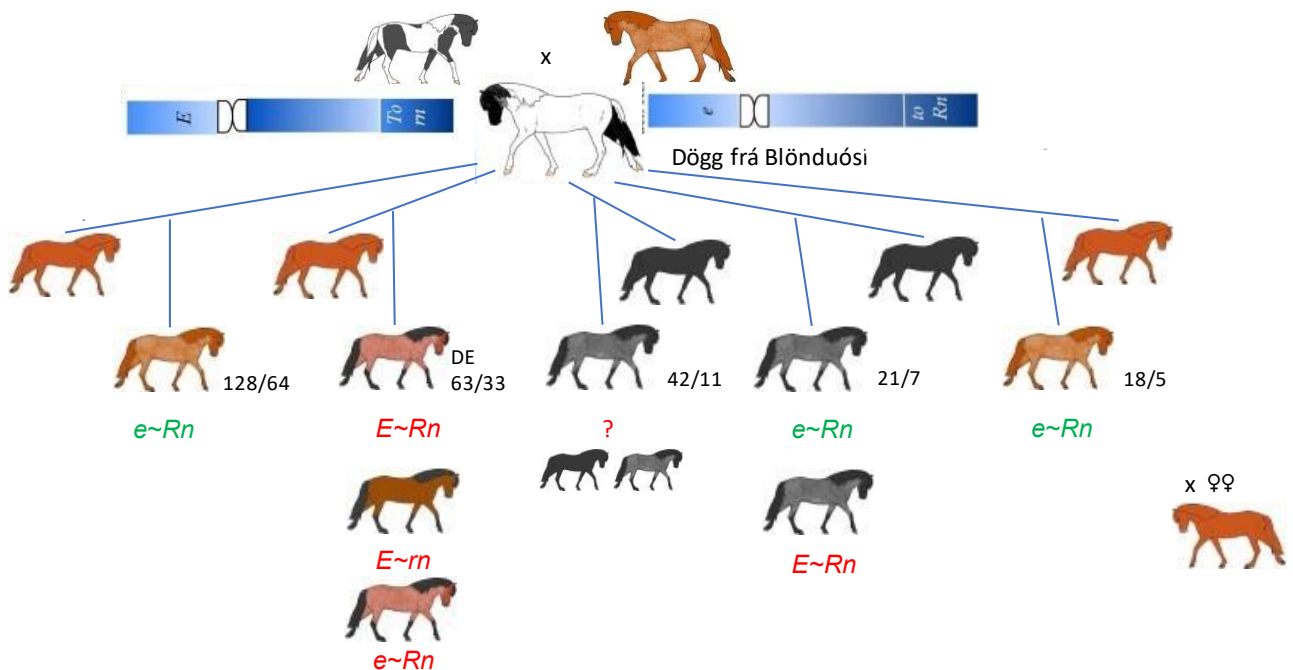 x
E
To
rn
e
to
Rn
Dögg frá Blönduósi
128/64
DE
63/33
42/11
21/7
18/5
e~Rn
E~Rn
?
e~Rn
e~Rn
x ♀♀
E~rn
E~Rn
e~Rn